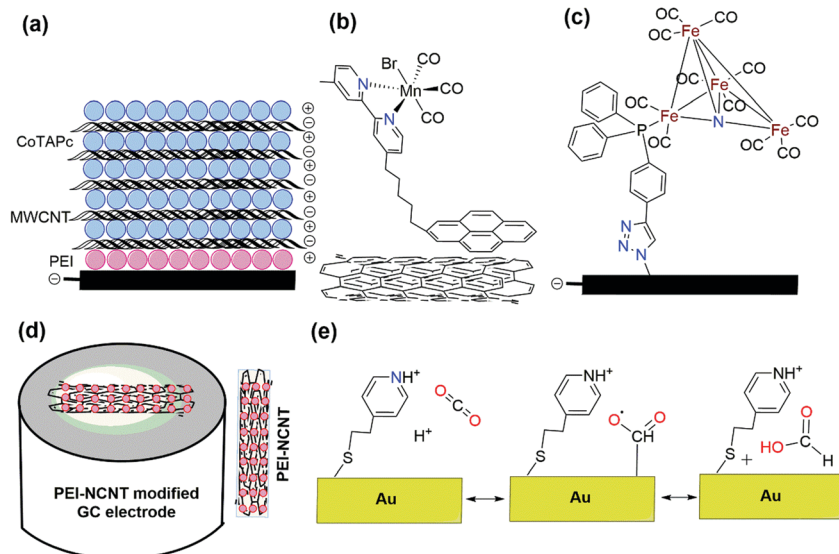 (a)
CoTAPc
MWCNT
PEI
⊕
⊖
⊕
⊖
⊕
⊖
⊕
⊖
⊕
⊖
⊕
⊖
(b)
Br
CO
N
Mn
CO
N
CO
(c)
OC
CO
OC
Fe
CO
OC
CO
Fe
OC
CO
Fe
CO
N
Fe
P
OC
CO
CO
N
N
N
⊖
(d)
PEI-NCNT modified
GC electrode
PEI-NCNT
(e)
NH+
O
C
O
H+
S
Au
NH+
O
O
CH
S
Au
NH+
O
HO
H
S
+
Au